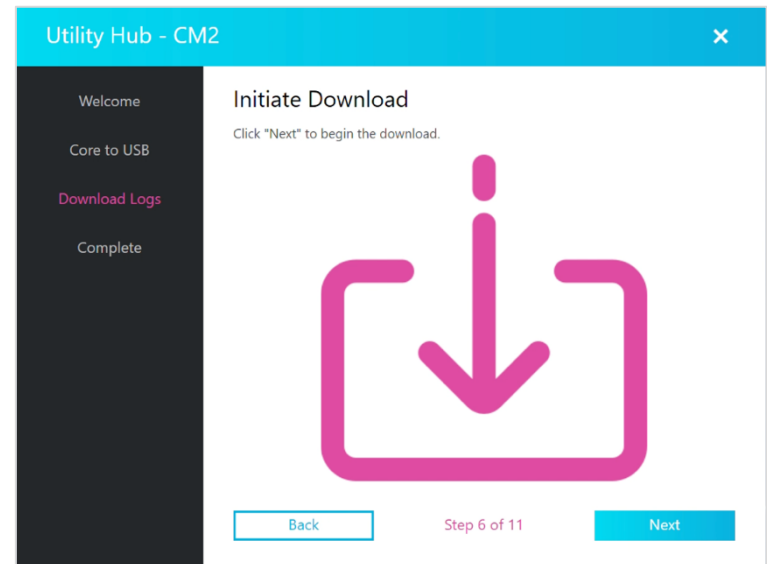 Utility Hub - CM2
Welcome
Core to USB
Download Logs
Complete
Initiate Download
Click "Next" to begin the download.
Back
Step 6 of 11
Next